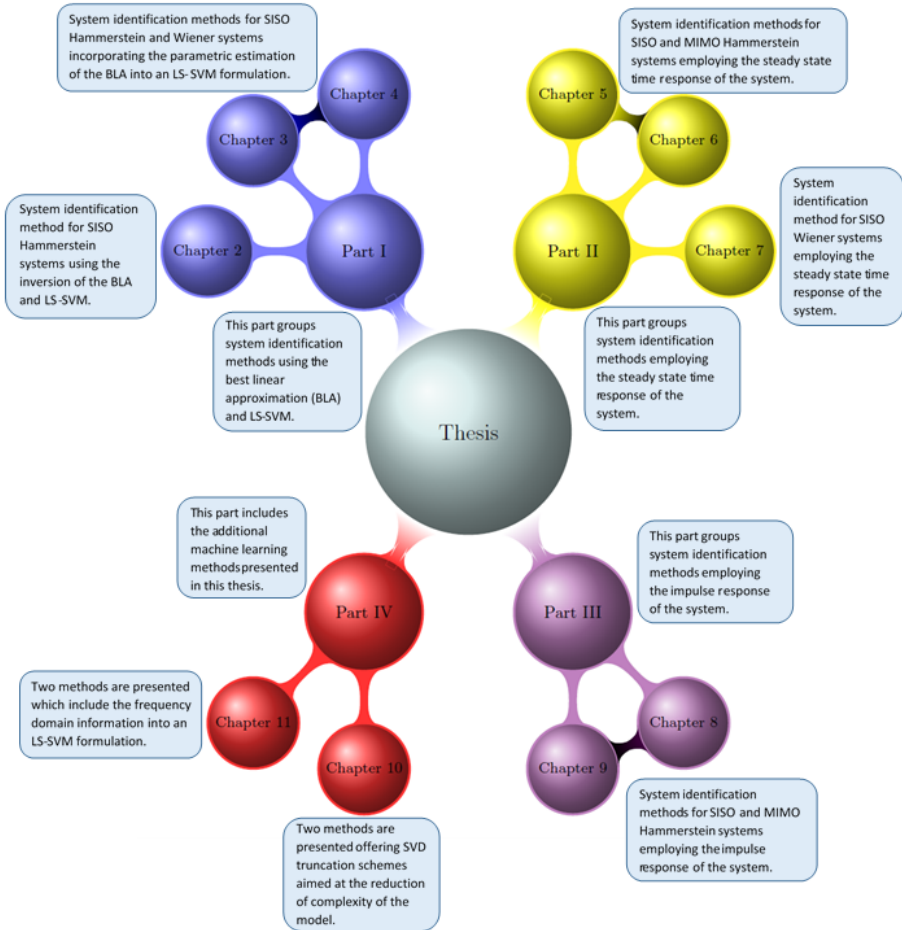 System identification methods for SISO
Hammerstein and Wiener systems
incorporating the parametric estimation
of the BLA into an LS-SVM formulation.
System identification methods for
SISO and MIMO Hammerstein
systems employing the steady state
time response of the system.
Chapter 4
Chapter 3
Chapter 5
Chapter 6
System identification
method for SISO
Hammerstein
systems using the
inversion of the BLA
and LS-SVM.
Chapter 2
Part I
Part II
Chapter 7
System
identification
method for SISO
Wiener systems
employing the
steady state time
response of the
system.
This part groups
system identification
methods using the
best linear
approximation (BLA)
and LS-SVM.
This part groups
system identification
methods employing
the steady state time
response of the
system.
Thesis
This part includes
the additional
machine learning
methods presented
in this thesis.
This part groups
system identification
methods employing
the impulse response
of the system.
Part IV
Part III
Two methods are presented
which include the frequency
domain information into an
LS-SVM formulation.
Chapter 11
Chapter 10
Chapter 8
Chapter 9
Two methods are
presented offering SVD
truncation schemes
aimed at the reduction
of complexity of the
model.
System identification
methods for SISO and MIMO
Hammerstein systems
employing the impulse
response of the system.